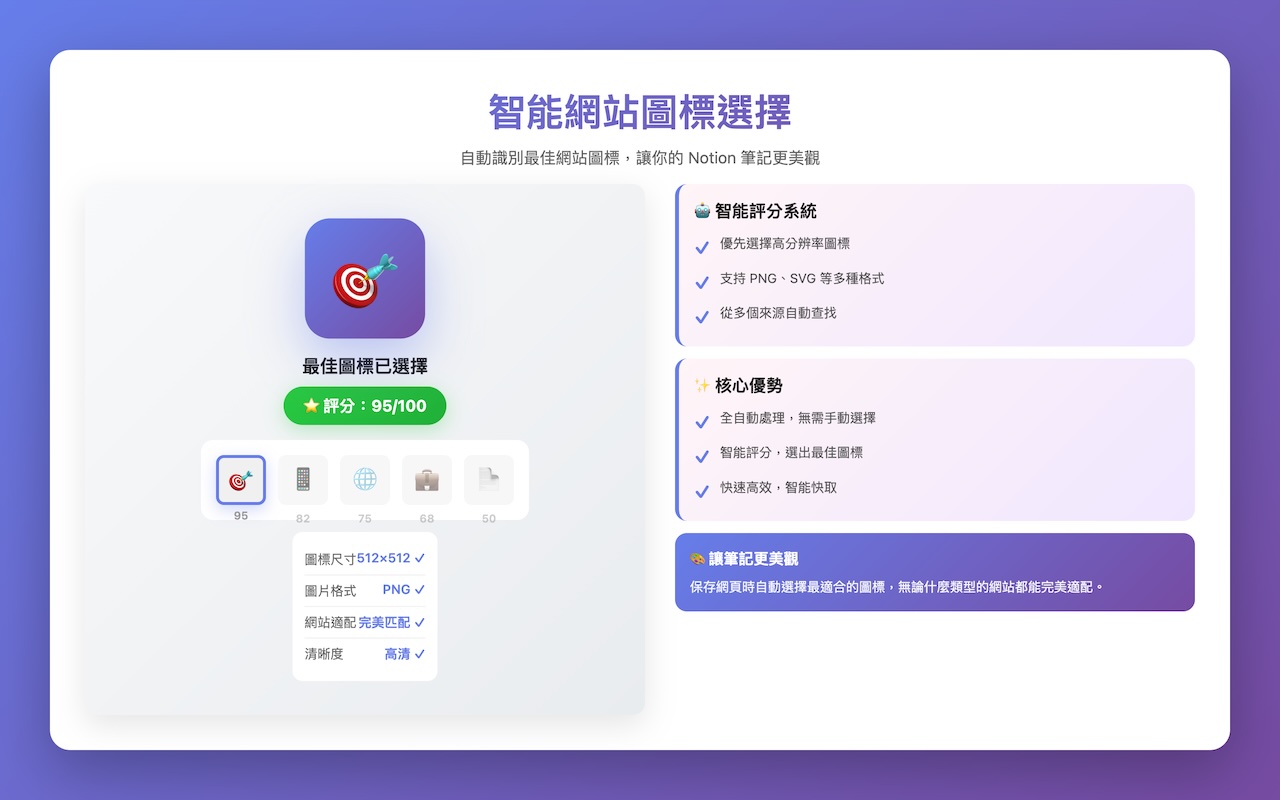 智能網站圖標選擇
自動識別最佳網站圖標，讓你的 Notion 筆記更美觀
最佳圖標已選擇
⭐ 評分：95/100
95
82
75
68
50
圖標尺寸512×512 ✓
圖片格式 PNG ✓
網站適配 完美匹配 ✓
清晰度 高清 ✓
🤖 智能評分系統
✓ 優先選擇高分辨率圖標
✓ 支持 PNG、SVG 等多種格式
✓ 從多個來源自動查找
✨ 核心優勢
✓ 全自動處理，無需手動選擇
✓ 智能評分，選出最佳圖標
✓ 快速高效，智能快取
🎨 讓筆記更美觀
保存網頁時自動選擇最適合的圖標，無論什麼類型的網站都能完美適配。